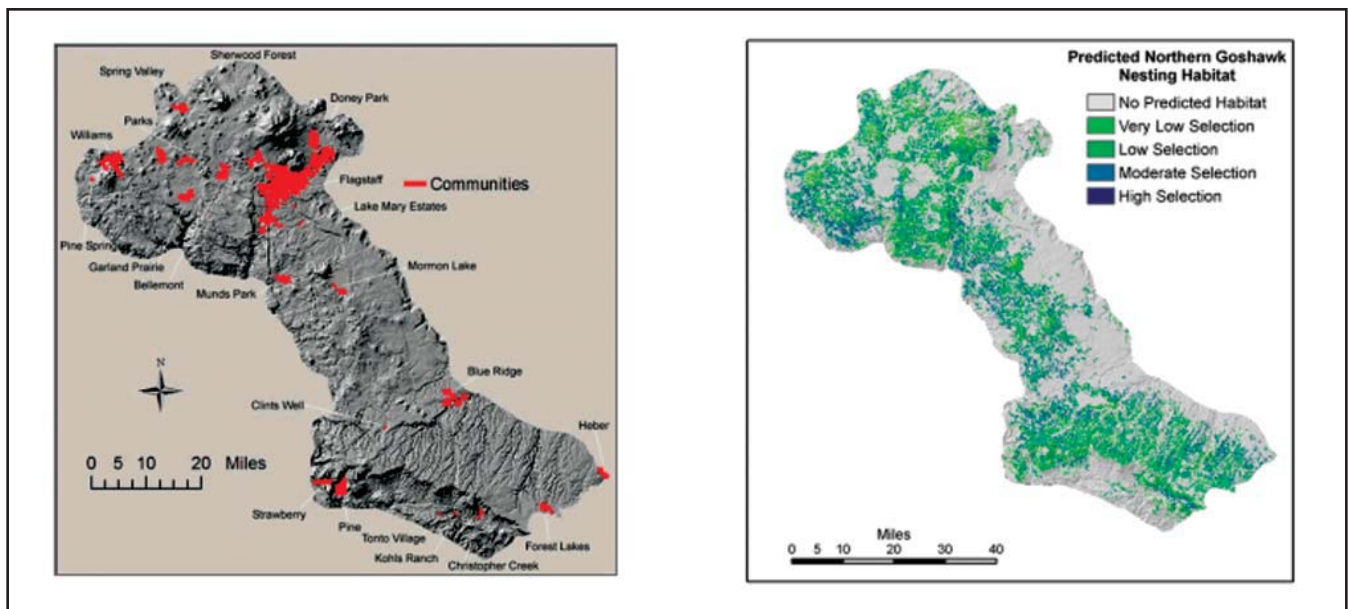 Sherwood Forest
Spring Valley
Doney Park
Parks
Williams
Flagstaff
Communities
Lake Mary Estates
Pine Springs
Garland Prairie
Mormon Lake
Bellemont
Munds Park
N
Blue Ridge
Clints Well
Heber
0 5 10 20 Miles
Strawberry
Pine
Tonto Village
Forest Lakes
Kohls Ranch
Christopher Creek
Predicted Northern Goshawk
Nesting Habitat
No Predicted Habitat
Very Low Selection
Low Selection
Moderate Selection
High Selection
Miles
0 5 10 20 30 40